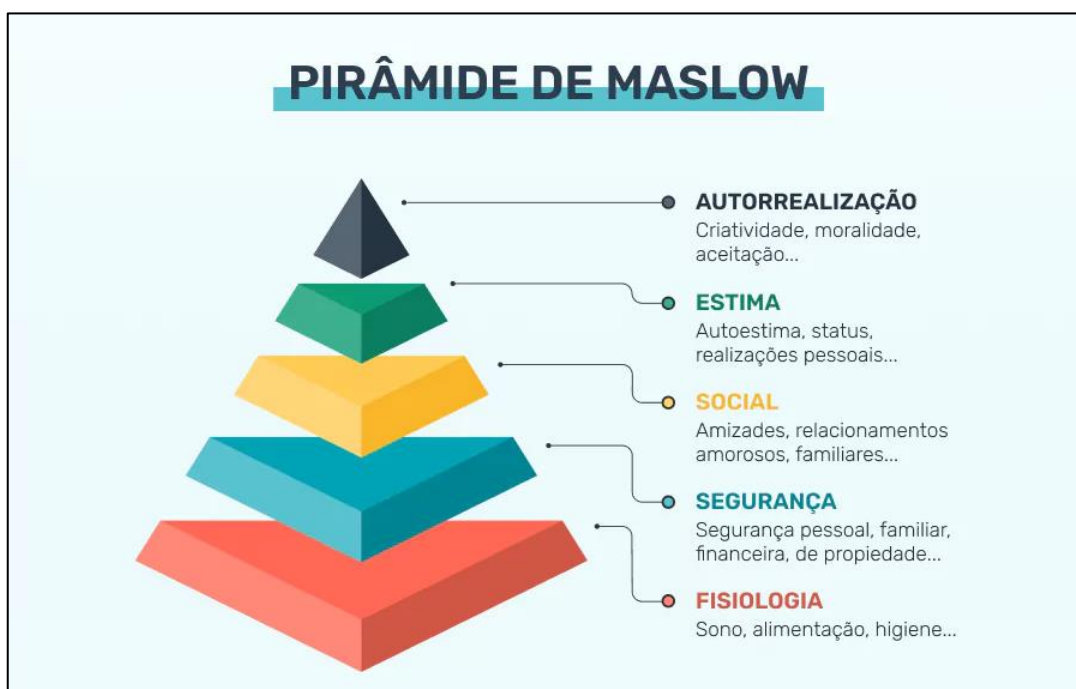 PIRÂMIDE DE MASLOW
AUTORREALIZAÇÃO
Criatividade, moralidade,
aceitação...
ESTIMA
Autoestima, status,
realizações pessoais...
SOCIAL
Amizades, relacionamentos
amorosos, familiares...
SEGURANÇA
Segurança pessoal, familiar,
financeira, de propiedade...
FISIOLOGIA
Sono, alimentação, higiene...